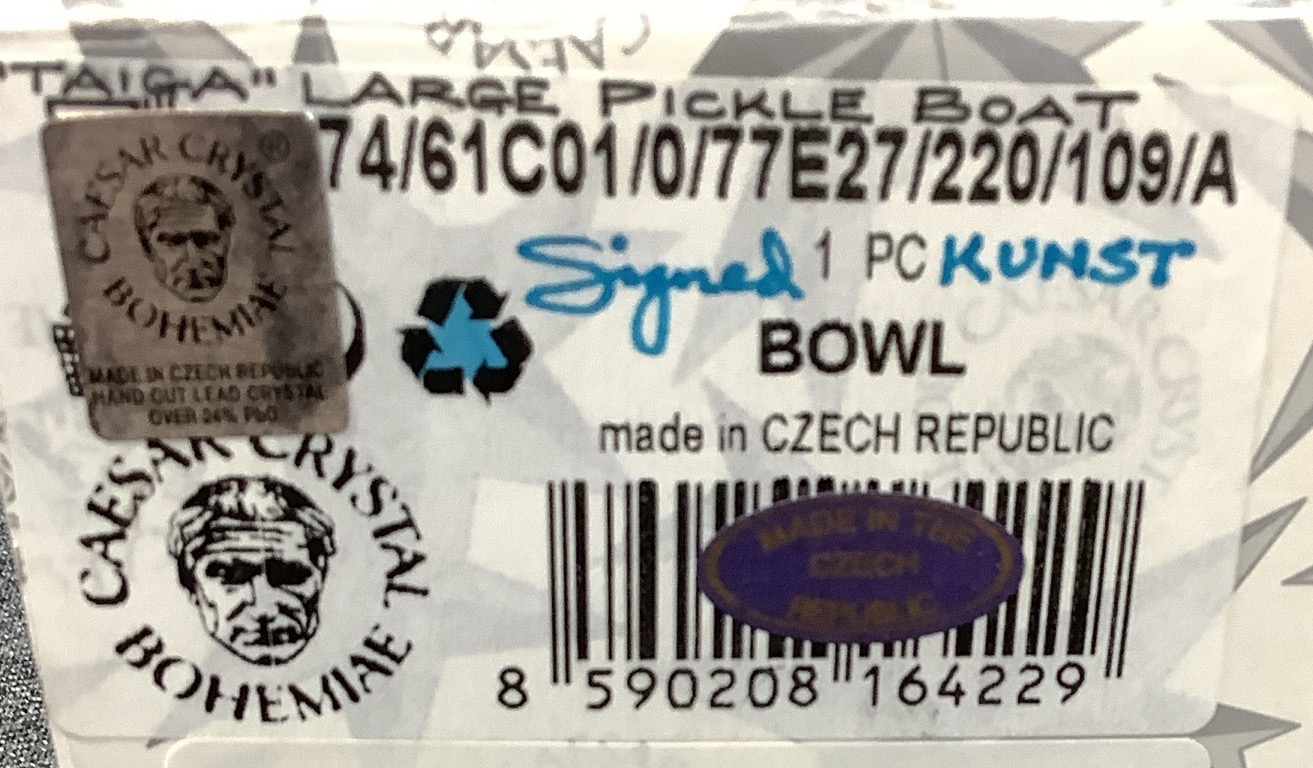 "TAIGA" LARGE PICKLE BOAT
74/61C01/0/77E27/220/109/A
CAESAR CRYSTAL ®
BOHEMIAE
MADE IN CZECH REPUBLIC
HAND CUT LEAD CRYSTAL
OVER 24% PbO
Signed 1 PC KUNST
BOWL
made in CZECH REPUBLIC
CAESAR CRYSTAL
BOHEMIAE
MADE IN THE
CZECH
REPUBLIC
8 590208 164229